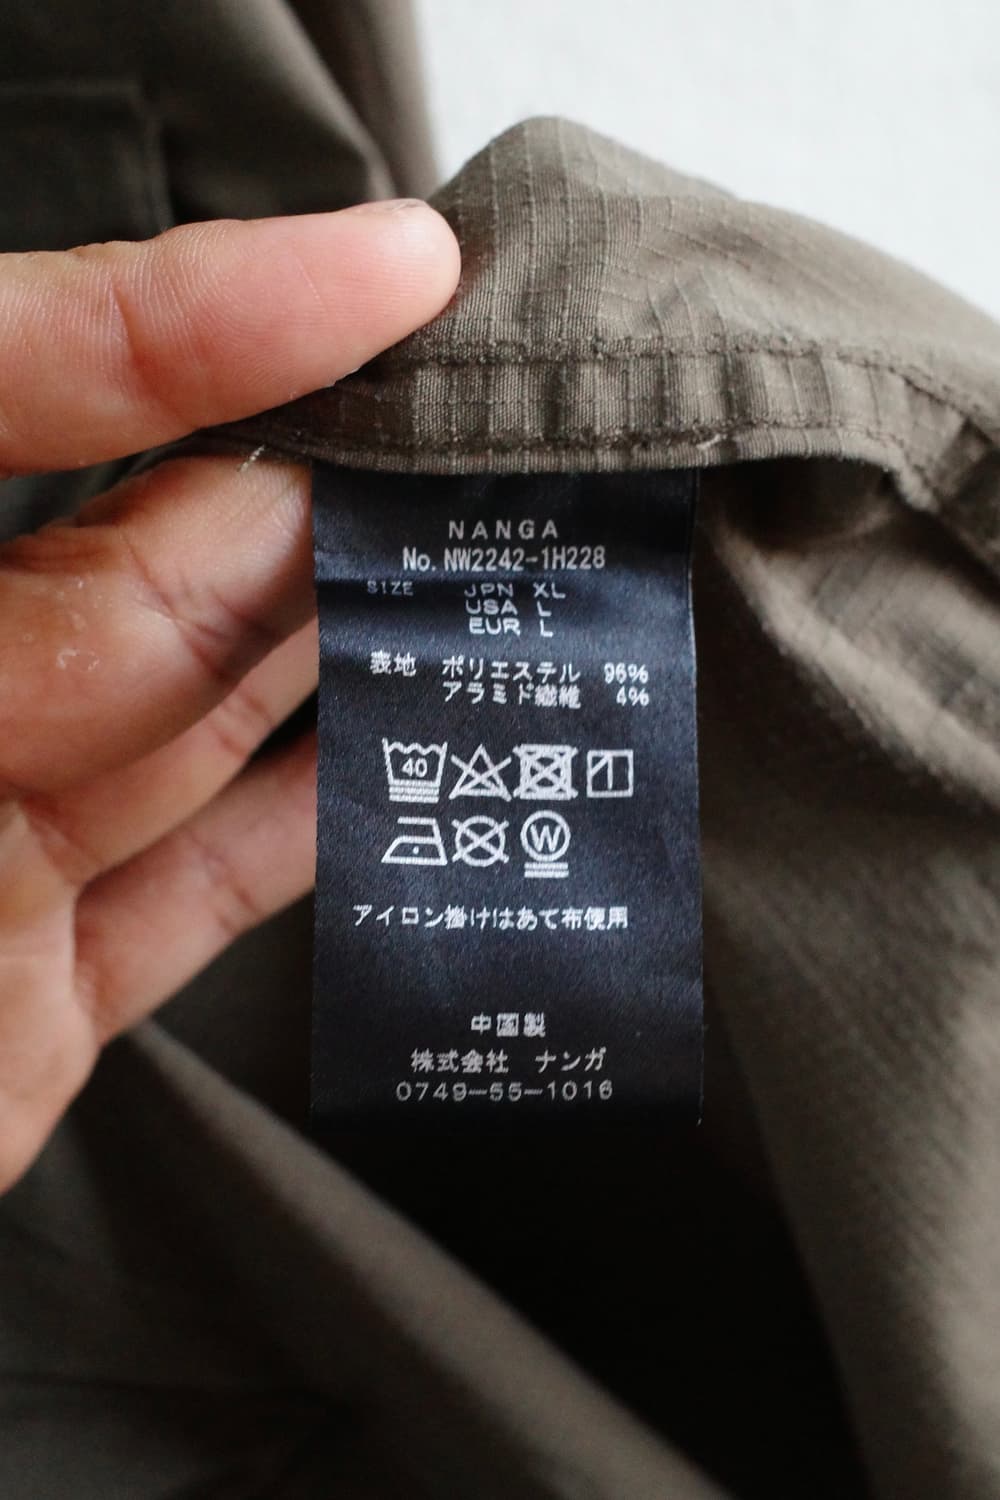 NANGA
No. NW2242-1H228
SIZE JPN XL
USA L
EUR L
表地 ポリエステル 96%
アラミド繊維 4%
40
W
アイロン掛けはあて布使用
中国製
株式会社 ナンガ
0749-55-1016